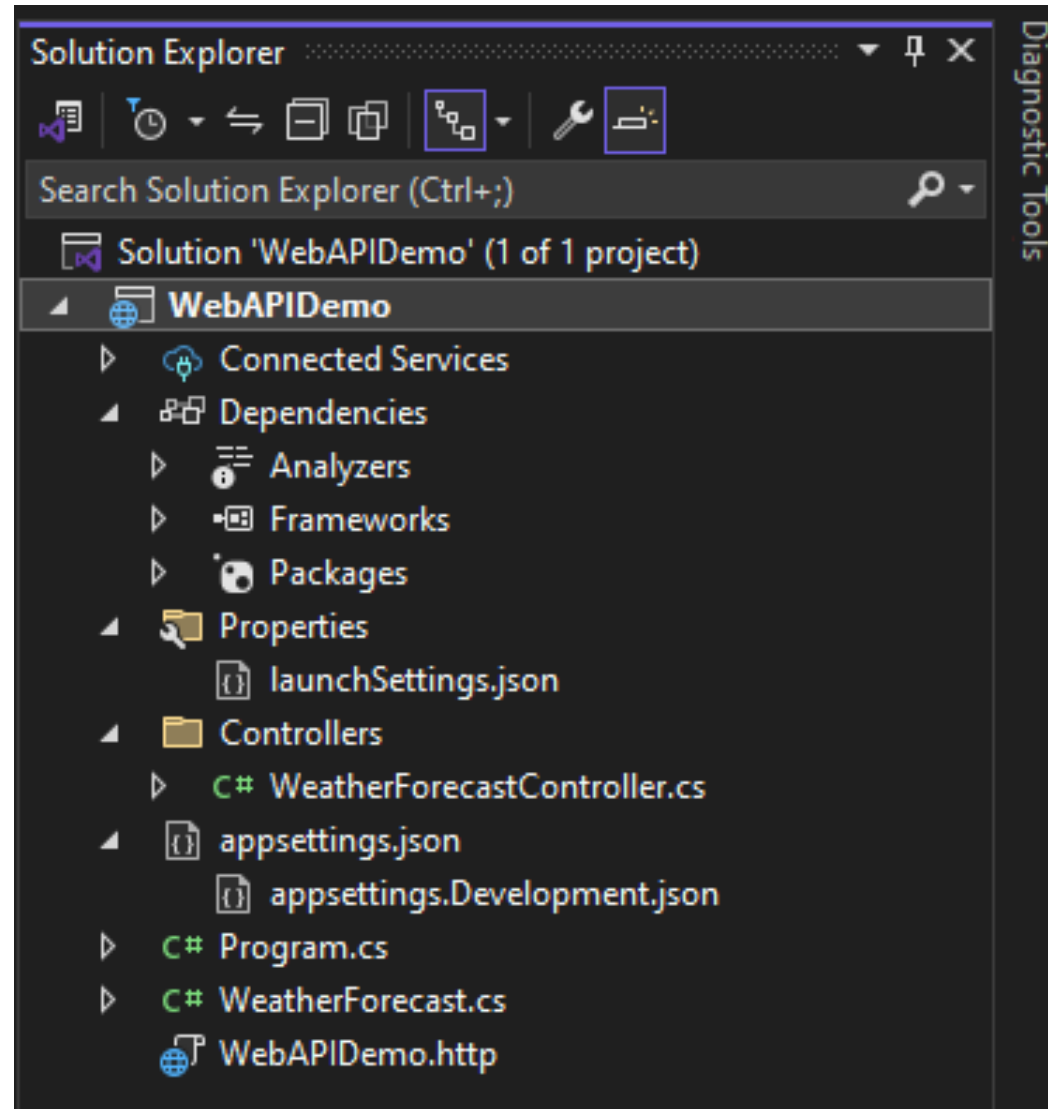 Solution Explorer
Search Solution Explorer (Ctrl+;)
Solution 'WebAPIDemo' (1 of 1 project)
WebAPIDemo
Connected Services
Dependencies
Analyzers
Frameworks
Packages
Properties
launchSettings.json
Controllers
C# WeatherForecastController.cs
appsettings.json
appsettings.Development.json
C# Program.cs
C# WeatherForecast.cs
WebAPIDemo.http
Diagnostic Tools